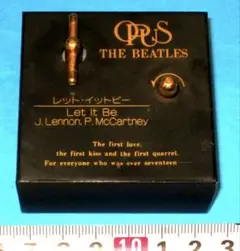 OPUS
THE BEATLES
レット・イットビー
Let It Be
J. Lennon. P. McCartney
The first love,
the first kiss and the first quarrel.
For everyone who was over seventeen
10 1 2 3